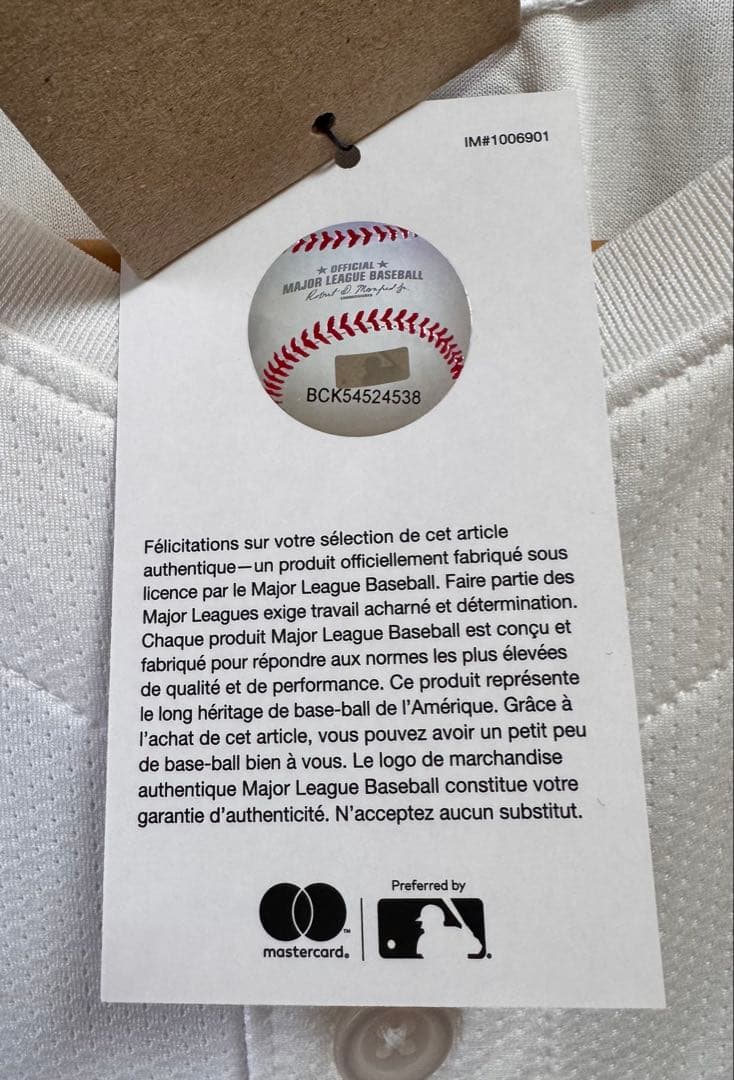 IM#1006901
★ OFFICIAL ★
MAJOR LEAGUE BASEBALL
Robert D. Manfred Jr.
BCK54524538
Félicitations sur votre sélection de cet article
authentique—un produit officiellement fabriqué sous
licence par le Major League Baseball. Faire partie des
Major Leagues exige travail acharné et détermination.
Chaque produit Major League Baseball est conçu et
fabriqué pour répondre aux normes les plus élevées
de qualité et de performance. Ce produit représente
le long héritage de base-ball de l'Amérique. Grâce à
l'achat de cet article, vous pouvez avoir un petit peu
de base-ball bien à vous. Le logo de marchandise
authentique Major League Baseball constitue votre
garantie d'authenticité. N'acceptez aucun substitut.
Preferred by
mastercard.